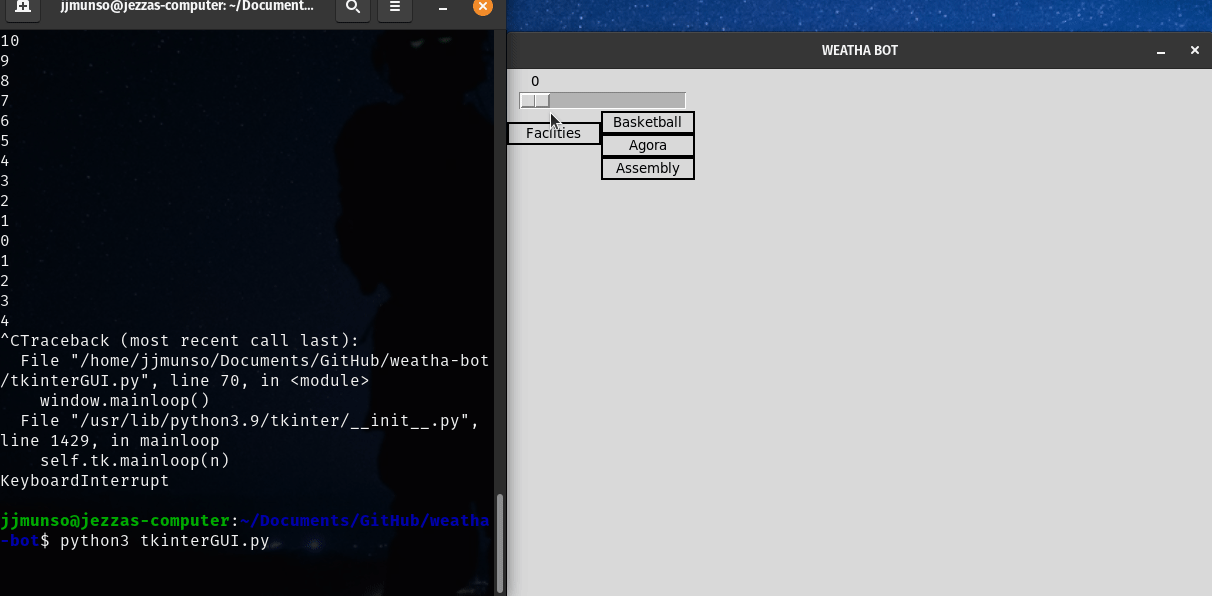 jjmunso@jezzas-computer: ~/Document...
10
9
8
7
6
5
4
3
2
1
0
1
2
3
4
^CTraceback (most recent call last):
  File "/home/jjmunso/Documents/GitHub/weatha-bot
/tkinterGUI.py", line 70, in <module>
    window.mainloop()
  File "/usr/lib/python3.9/tkinter/__init__.py",
line 1429, in mainloop
    self.tk.mainloop(n)
KeyboardInterrupt
jjmunso@jezzas-computer:~/Documents/GitHub/weatha
-bot$ python3 tkinterGUI.py
WEATHA BOT
0
Facilities
Basketball
Agora
Assembly